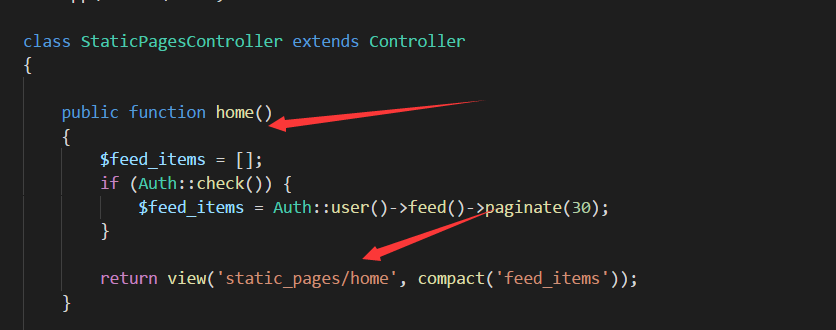 class StaticPagesController extends Controller
{
public function home()
{
$feed_items = [];
if (Auth::check()) {
$feed_items = Auth::user()->feed()->paginate(30);
}
return view('static_pages/home', compact('feed_items'));
}